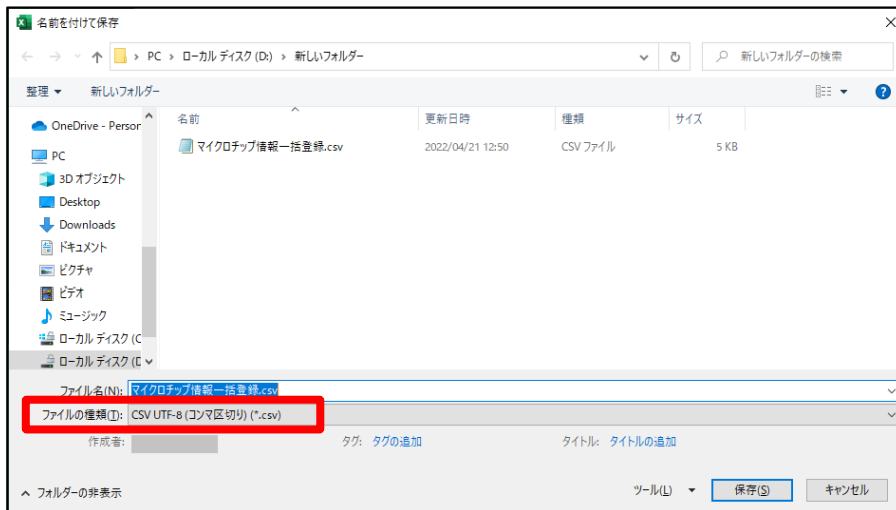 名前を付けて保存
PC › ローカル ディスク (D:) › 新しいフォルダー
新しいフォルダーの検索
整理
新しいフォルダー
OneDrive - Person
PC
3D オブジェクト
Desktop
Downloads
ドキュメント
ピクチャ
ビデオ
ミュージック
ローカル ディスク (C
ローカル ディスク (D
名前 更新日時 種類 サイズ
マイクロチップ情報一括登録.csv 2022/04/21 12:50 CSV ファイル 5 KB
ファイル名(N): マイクロチップ情報一括登録.csv
ファイルの種類(T): CSV UTF-8 (コンマ区切り) (*.csv)
作成者: タグ: タグの追加 タイトル: タイトルの追加
フォルダーの非表示 ツール(L) 保存(S) キャンセル